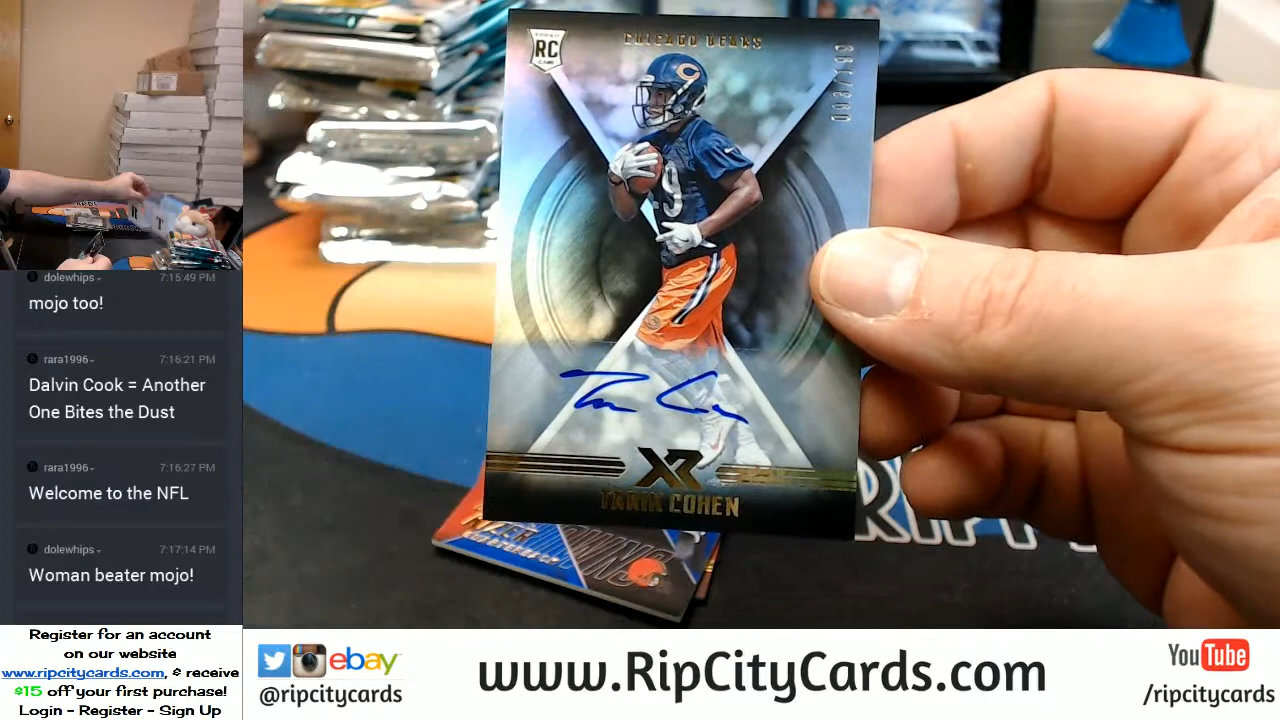 dolewhips 7:15:49 PM
mojo too!
rara1996 7:16:21 PM
Dalvin Cook = Another
One Bites the Dust
rara1996 7:16:27 PM
Welcome to the NFL
dolewhips 7:17:14 PM
Woman beater mojo!
Register for an account
on our website
www.ripcitycards.com, & receive
$15 off your first purchase!
Login - Register - Sign Up
RC
CHICAGO BEARS
XR
TARIK COHEN
ebay
@ripcitycards
www.RipCityCards.com
YouTube
/ripcitycards